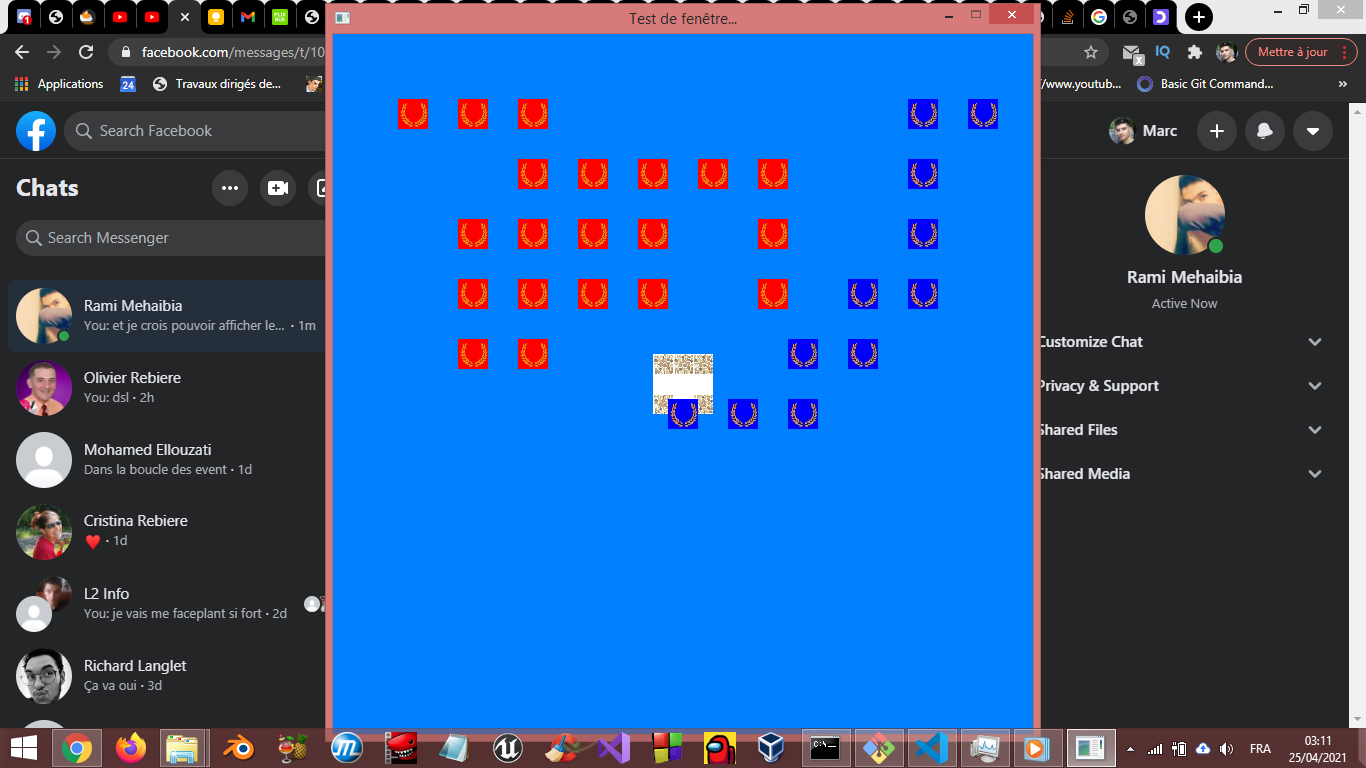 Test de fenêtre...
facebook.com/messages/t/10
Mettre à jour
Applications
24
Travaux dirigés de...
/www.youtub...
Basic Git Command...
»
Search Facebook
Marc
Chats
Search Messenger
Rami Mehaibia
You: et je crois pouvoir afficher le... · 1m
Olivier Rebiere
You: dsl · 2h
Mohamed Ellouzati
Dans la boucle des event · 1d
Cristina Rebiere
❤ · 1d
L2 Info
You: je vais me faceplant si fort · 2d
Richard Langlet
Ça va oui · 3d
Rami Mehaibia
Active Now
Customize Chat
Privacy & Support
Shared Files
Shared Media
FRA
03:11
25/04/2021